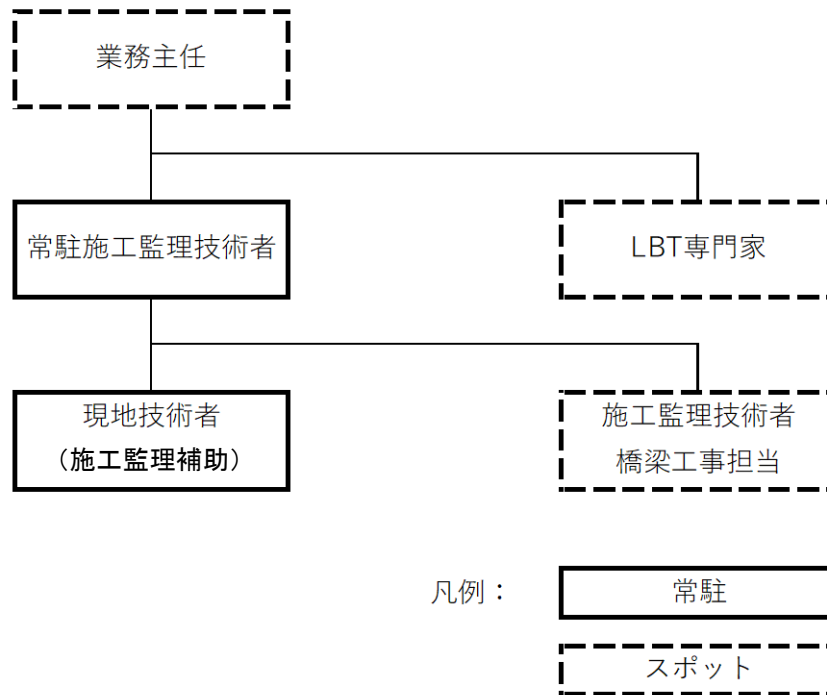 業務主任
常駐施工監理技術者
LBT専門家
現地技術者
（施工監理補助）
施工監理技術者
橋梁工事担当
凡例：
常駐
スポット